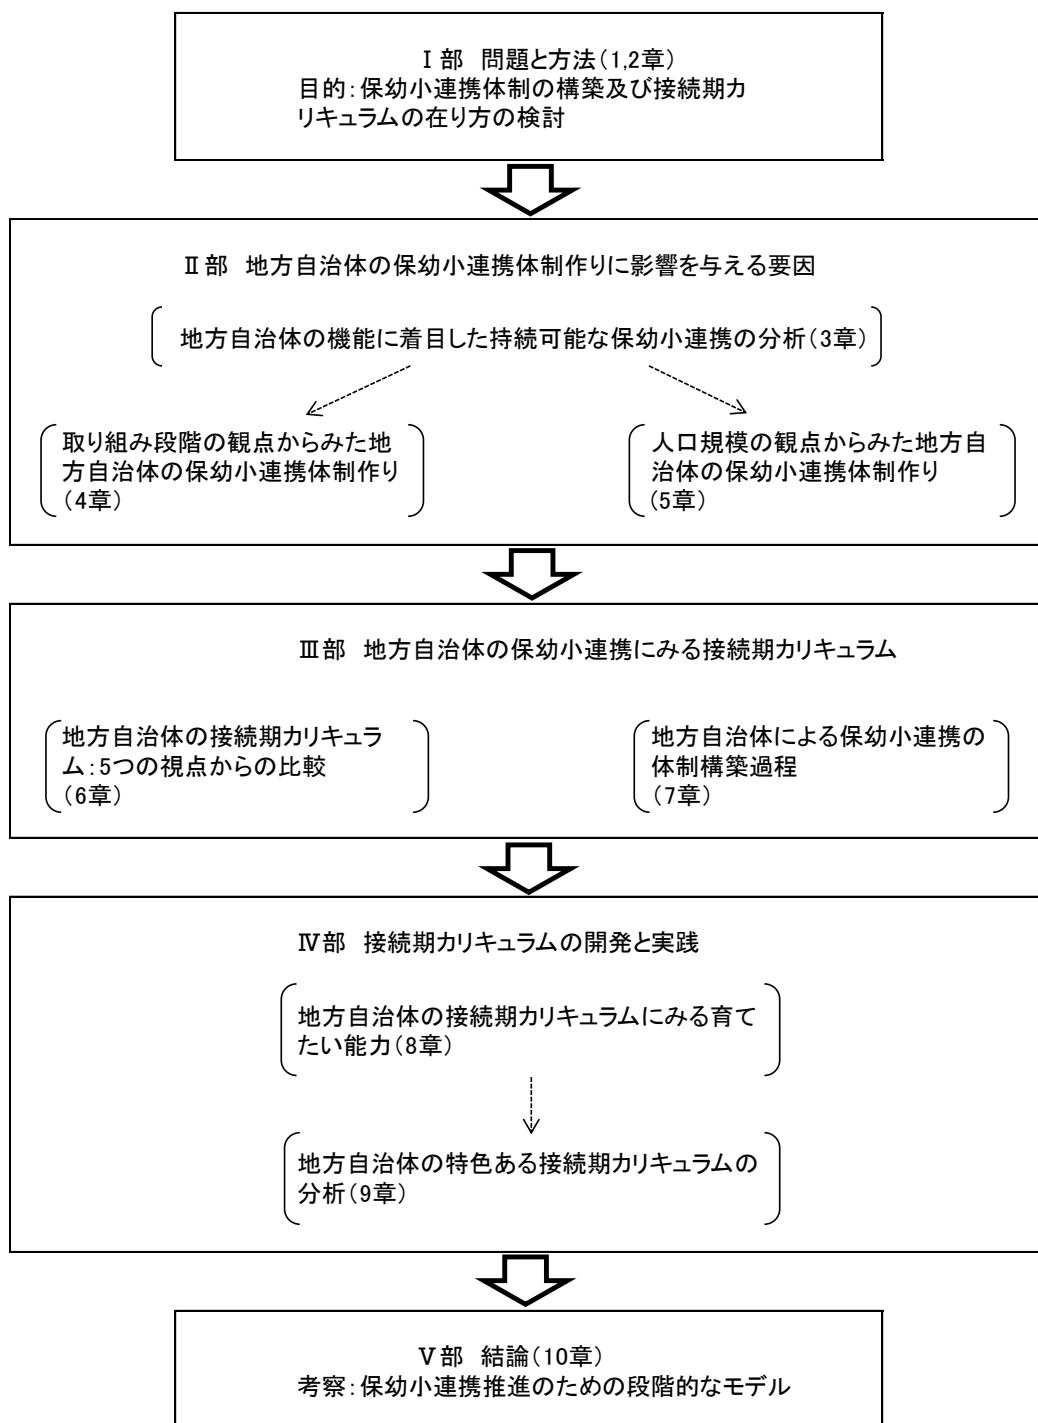 Ⅰ部 問題と方法(1,2章)
目的:保幼小連携体制の構築及び接続期カ
リキュラムの在り方の検討
Ⅱ部 地方自治体の保幼小連携体制作りに影響を与える要因
地方自治体の機能に着目した持続可能な保幼小連携の分析(3章)
取り組み段階の観点からみた地
方自治体の保幼小連携体制作り
(4章)
人口規模の観点からみた地方自
治体の保幼小連携体制作り
(5章)
Ⅲ部 地方自治体の保幼小連携にみる接続期カリキュラム
地方自治体の接続期カリキュラ
ム:5つの視点からの比較
(6章)
地方自治体による保幼小連携の
体制構築過程
(7章)
Ⅳ部 接続期カリキュラムの開発と実践
地方自治体の接続期カリキュラムにみる育て
たい能力(8章)
地方自治体の特色ある接続期カリキュラムの
分析(9章)
Ⅴ部 結論(10章)
考察:保幼小連携推進のための段階的なモデル